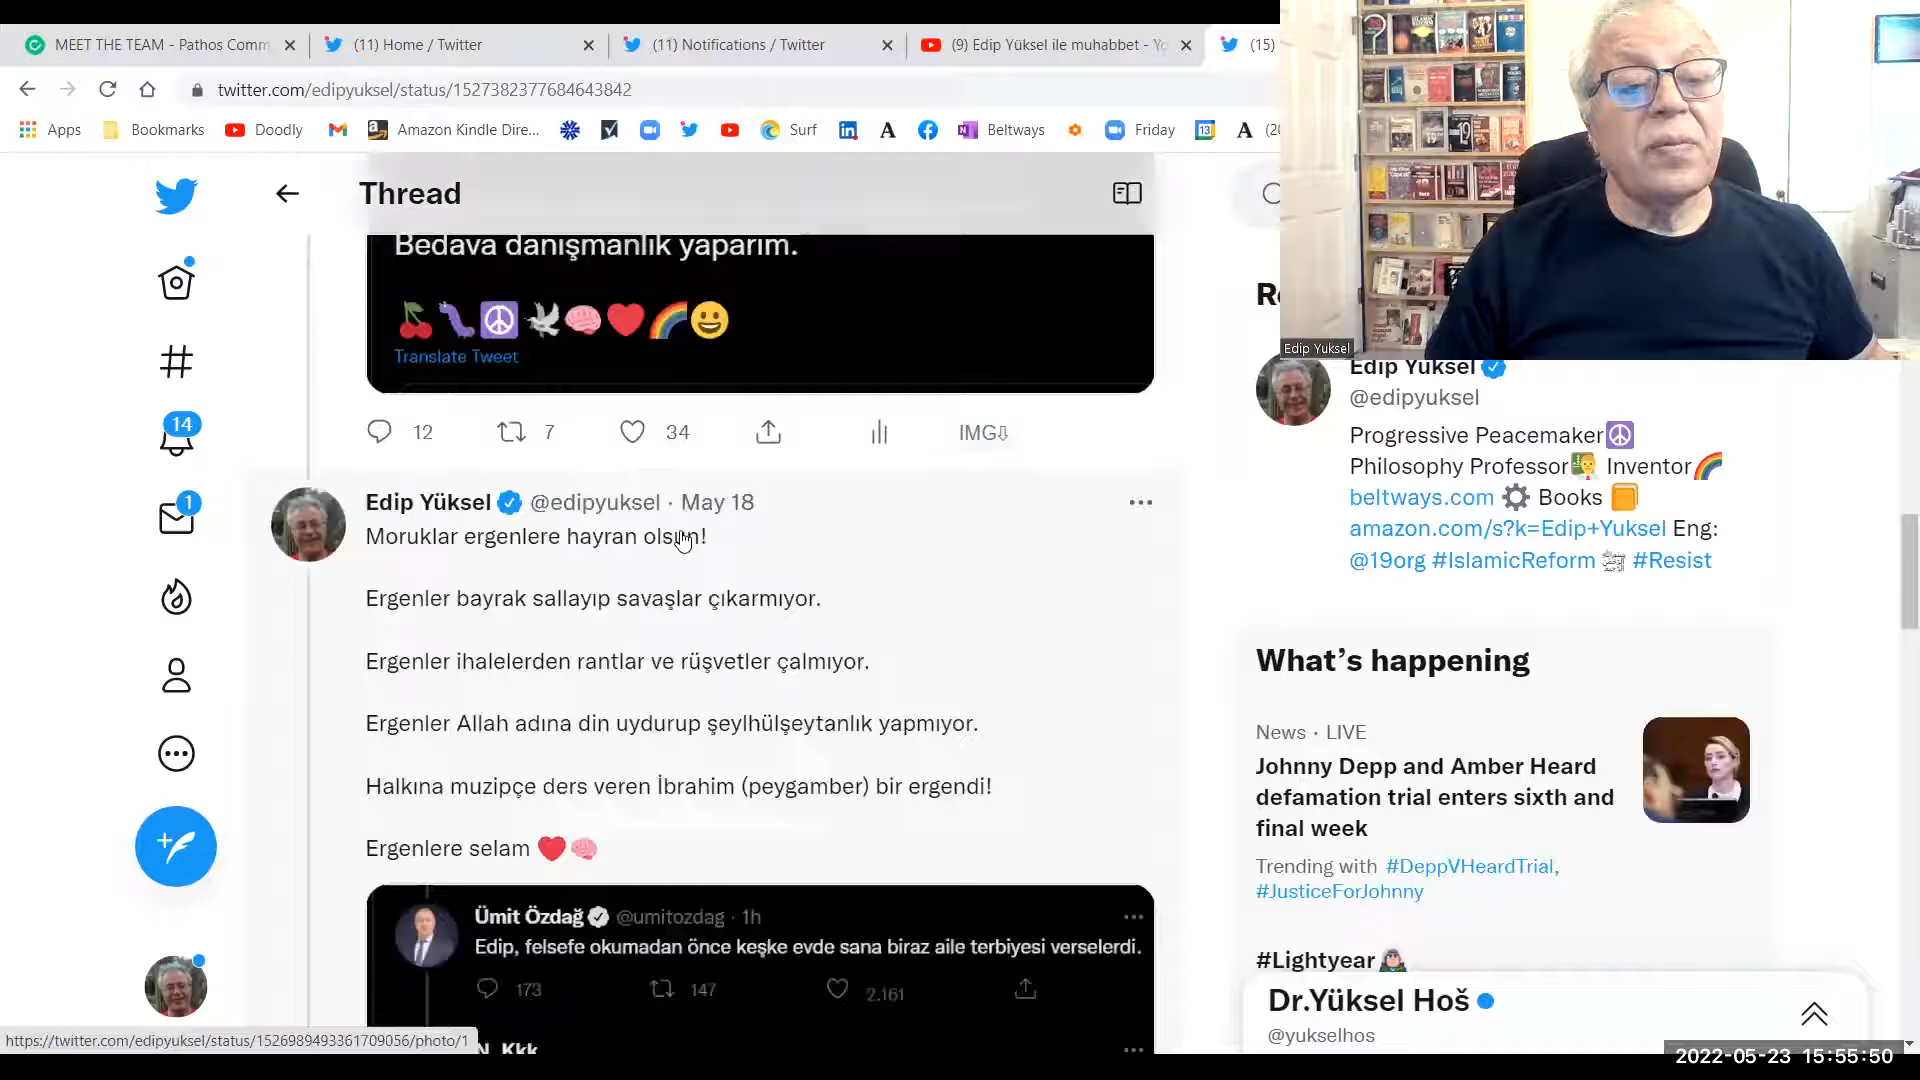 MEET THE TEAM - Pathos Comm
(11) Home / Twitter
(11) Notifications / Twitter
(9) Edip Yüksel ile muhabbet - Yo
(15)
twitter.com/edipyuksel/status/1527382377684643842
Apps
Bookmarks
Doodly
Amazon Kindle Dire...
Surf
Beltways
Friday
Thread
Bedava danışmanlık yaparım.
Translate Tweet
12
7
34
IMG⇩
14
1
Edip Yüksel @edipyuksel · May 18
Moruklar ergenlere hayran olsun!
Ergenler bayrak sallayıp savaşlar çıkarmıyor.
Ergenler ihalelerden rantlar ve rüşvetler çalmıyor.
Ergenler Allah adına din uydurup şeylhülşeytanlık yapmıyor.
Halkına muzipçe ders veren İbrahim (peygamber) bir ergendi!
Ergenlere selam ❤️🧠
Ümit Özdağ @umitozdag · 1h
Edip, felsefe okumadan önce keşke evde sana biraz aile terbiyesi verselerdi.
173
147
2.161
N. Kkk
https://twitter.com/edipyuksel/status/1526989493361709056/photo/1
Edip Yuksel
Edip Yüksel
@edipyuksel
Progressive Peacemaker☮️
Philosophy Professor👨‍🏫 Inventor🌈
beltways.com ⚙️ Books 📙
amazon.com/s?k=Edip+Yuksel Eng:
@19org #IslamicReform ﷽ #Resist
What's happening
News · LIVE
Johnny Depp and Amber Heard
defamation trial enters sixth and
final week
Trending with #DeppVHeardTrial,
#JusticeForJohnny
#Lightyear
Dr.Yüksel Hoš
@yukselhos
2022-05-23 15:55:50